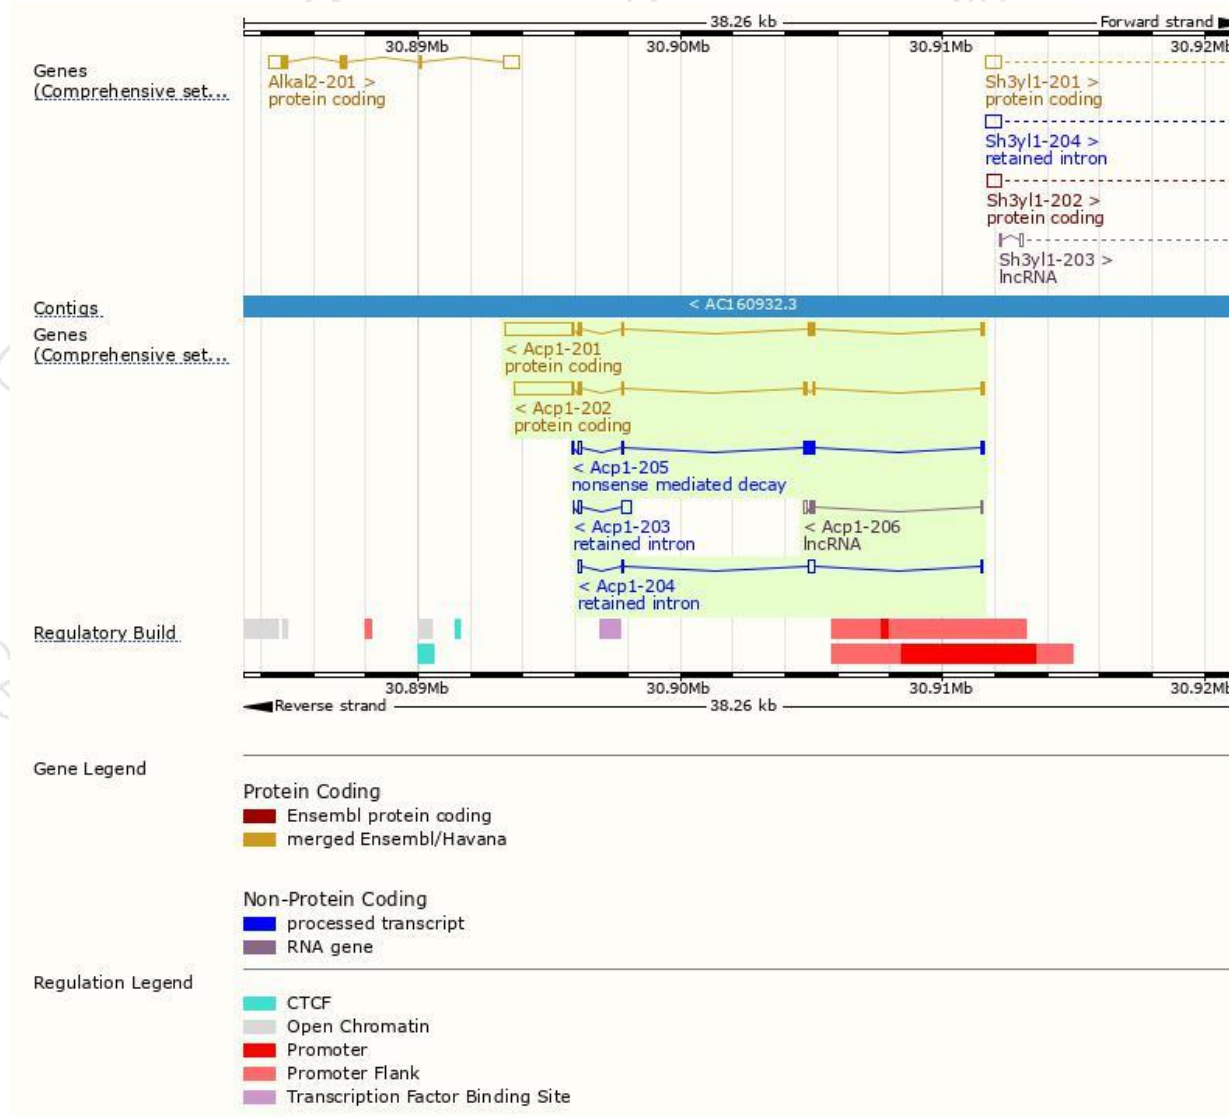 38.26 kb Forward strand
30.89Mb 30.90Mb 30.91Mb 30.92Mb
Genes
(Comprehensive set...
Alkal2-201 >
protein coding
Sh3yl1-201 >
protein coding
Sh3yl1-204 >
retained intron
Sh3yl1-202 >
protein coding
Sh3yl1-203 >
lncRNA
Contigs
< AC160932.3
Genes
(Comprehensive set...
< Acp1-201
protein coding
< Acp1-202
protein coding
< Acp1-205
nonsense mediated decay
< Acp1-203
retained intron
< Acp1-206
lncRNA
< Acp1-204
retained intron
Regulatory Build
30.89Mb 30.90Mb 30.91Mb 30.92Mb
Reverse strand 38.26 kb
Gene Legend
Protein Coding
Ensembl protein coding
merged Ensembl/Havana
Non-Protein Coding
processed transcript
RNA gene
Regulation Legend
CTCF
Open Chromatin
Promoter
Promoter Flank
Transcription Factor Binding Site